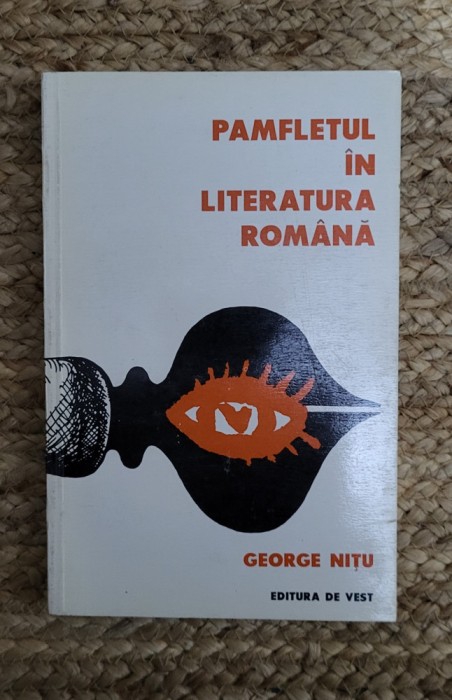 PAMFLETUL
ÎN
LITERATURA
ROMÂNĂ
GEORGE NIȚU
EDITURA DE VEST